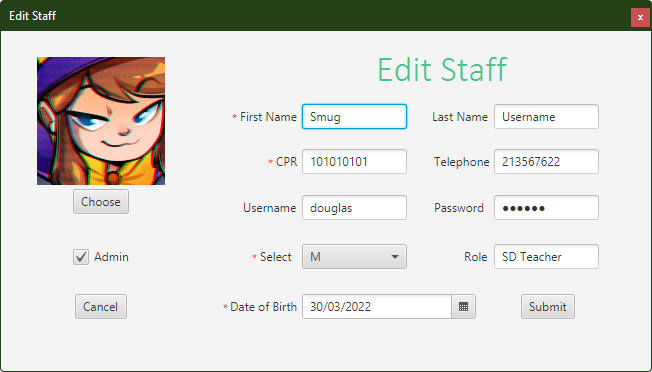 Edit Staff
x
Edit Staff
* First Name Smug Last Name Username
* CPR 101010101 Telephone 213567622
Choose
Username douglas Password ●●●●●●
Admin * Select M Role SD Teacher
Cancel * Date of Birth 30/03/2022 Submit